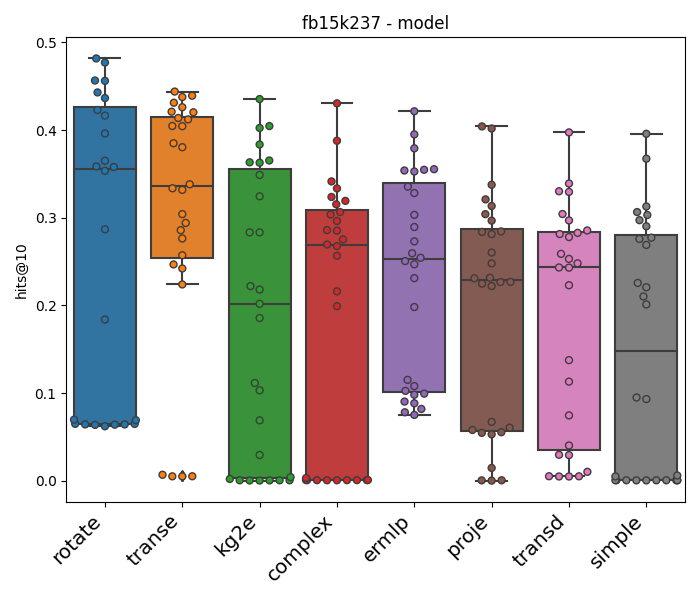 fb15k237 - model
hits@10
0.5
0.4
0.3
0.2
0.1
0.0
rotate
transe
kg2e
complex
ermlp
proje
transd
simple